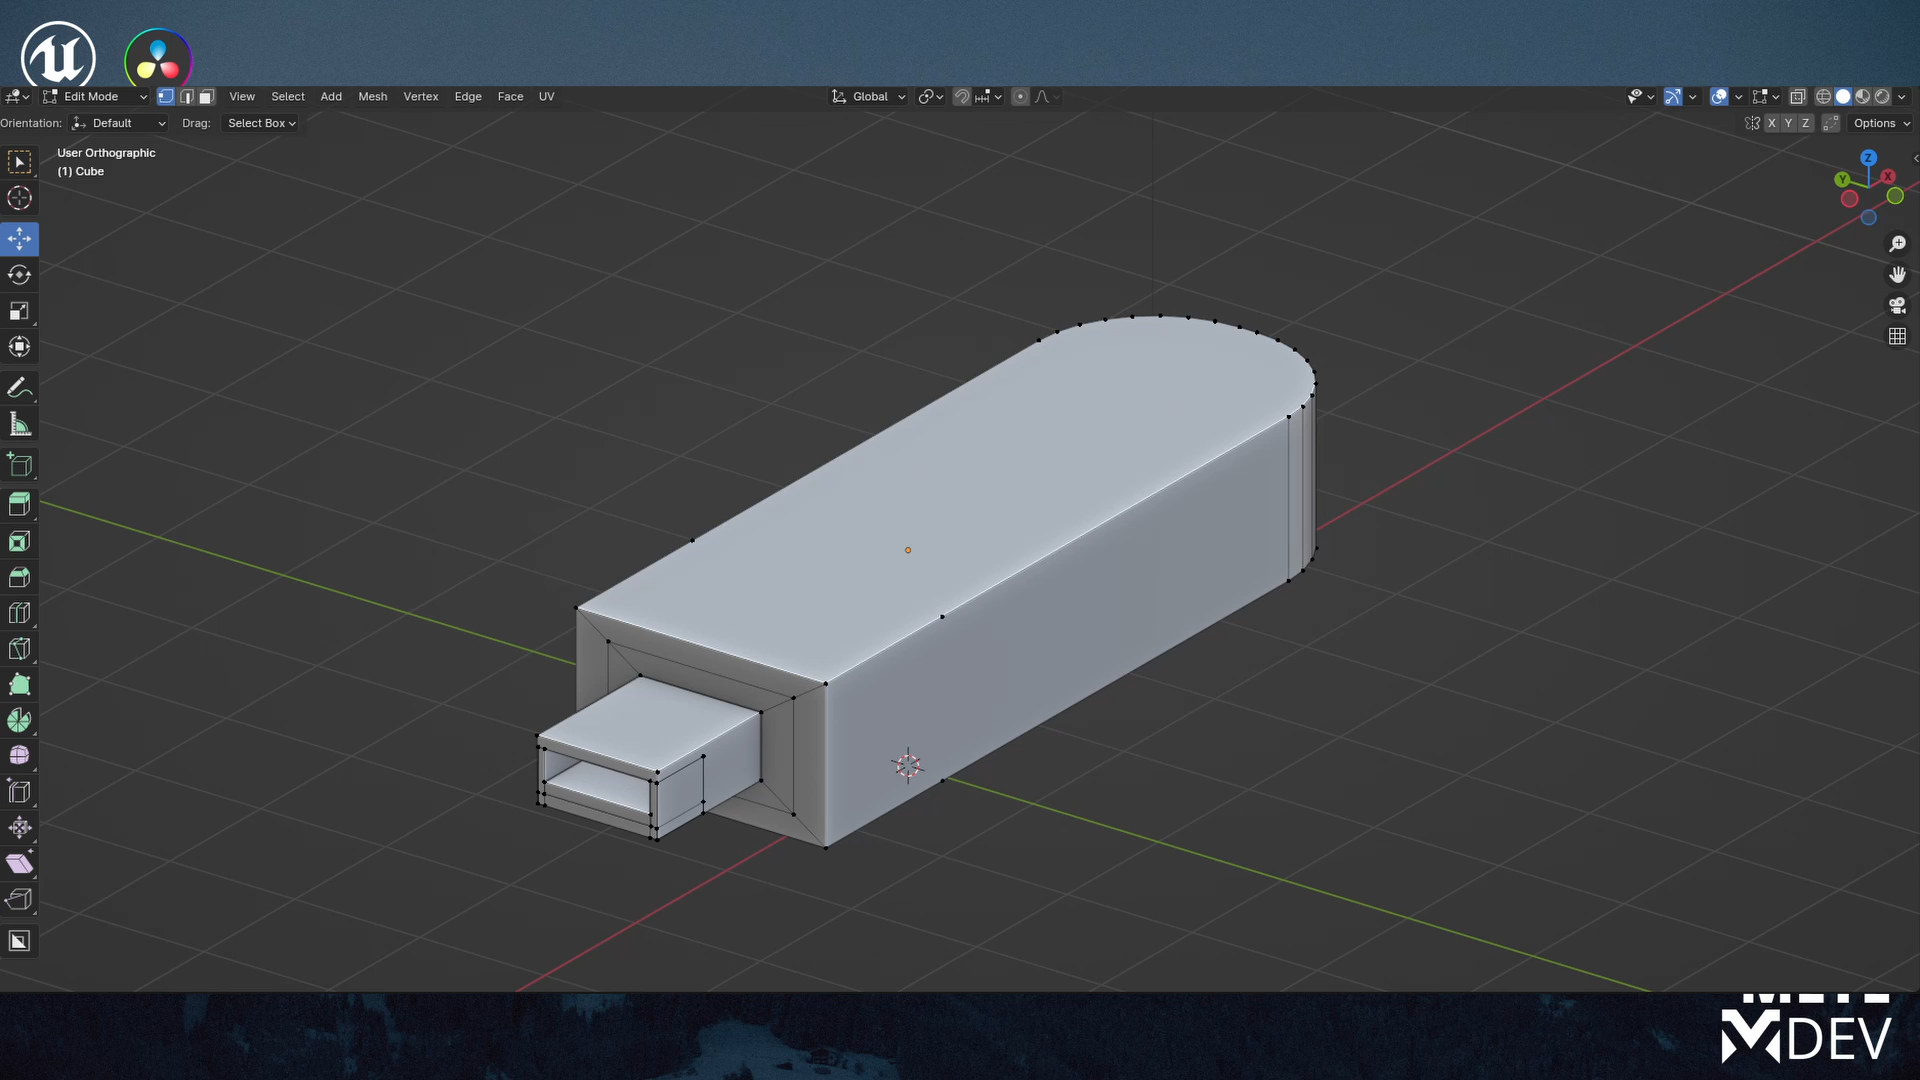 Edit Mode View Select Add Mesh Vertex Edge Face UV Global
Orientation: Default Drag: Select Box X Y Z Options
User Orthographic
(1) Cube
Z
Y X
DEV